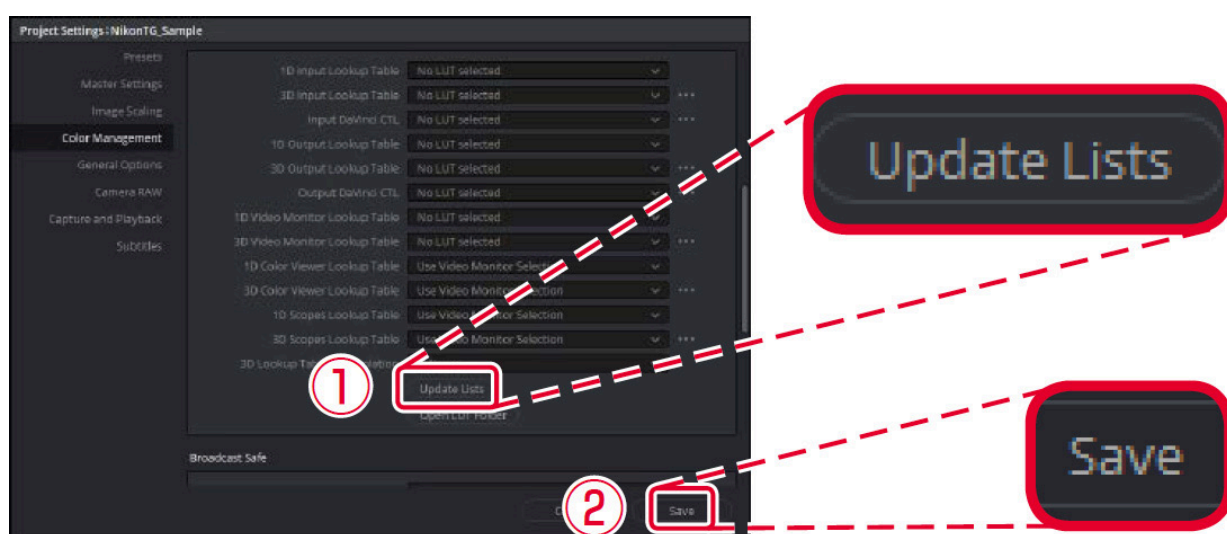 Project Settings: NikonTG_Sample
Presets
Master Settings
Image Scaling
Color Management
General Options
Camera RAW
Capture and Playback
Subtitles
1D Input Lookup Table No LUT selected
3D Input Lookup Table No LUT selected
Input DaVinci CTL No LUT selected
1D Output Lookup Table No LUT selected
3D Output Lookup Table No LUT selected
Output DaVinci CTL No LUT selected
1D Video Monitor Lookup Table No LUT selected
3D Video Monitor Lookup Table No LUT selected
1D Color Viewer Lookup Table Use Video Monitor Selection
3D Color Viewer Lookup Table Use Video Monitor Selection
1D Scopes Lookup Table Use Video Monitor Selection
3D Scopes Lookup Table Use Video Monitor Selection
3D Lookup
① Update Lists
Open LUT Folder
Broadcast Safe
② Save
Update Lists
Save